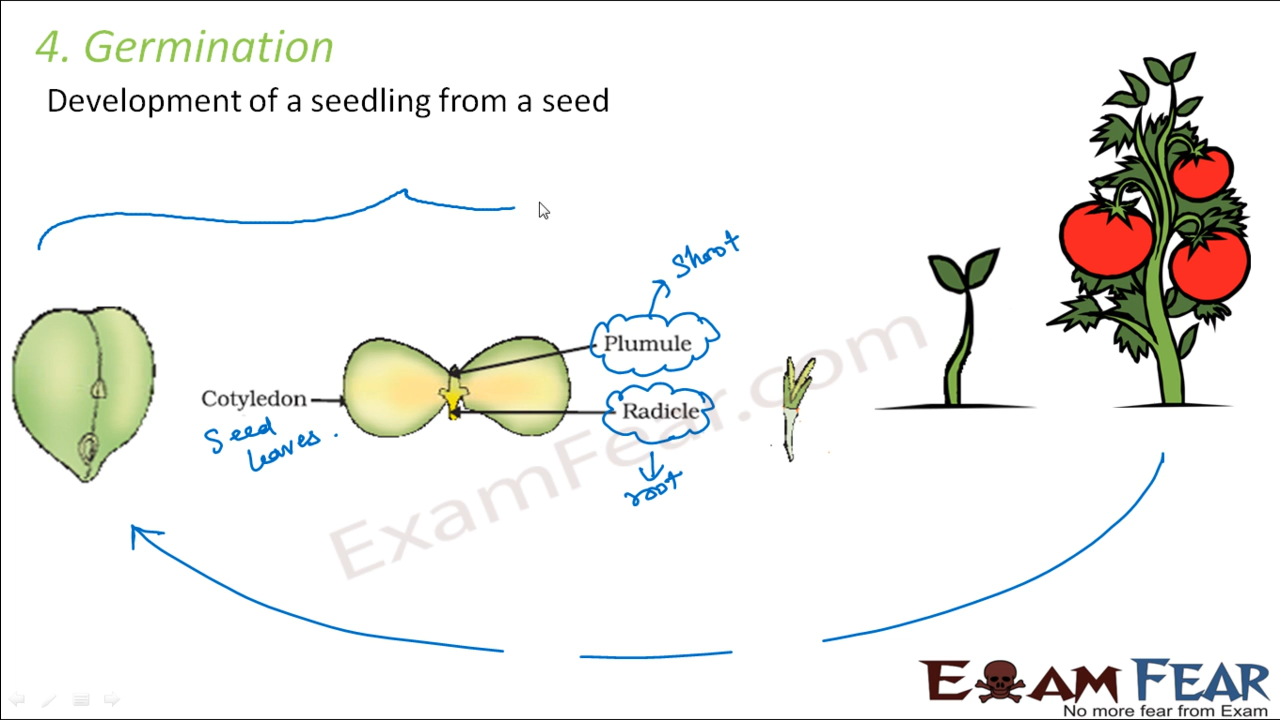 4. Germination
Development of a seedling from a seed
Shoot
Plumule
Cotyledon
Radicle
Seed
leaves.
root
ExamFear.com
EXAM FEAR
No more fear from Exam